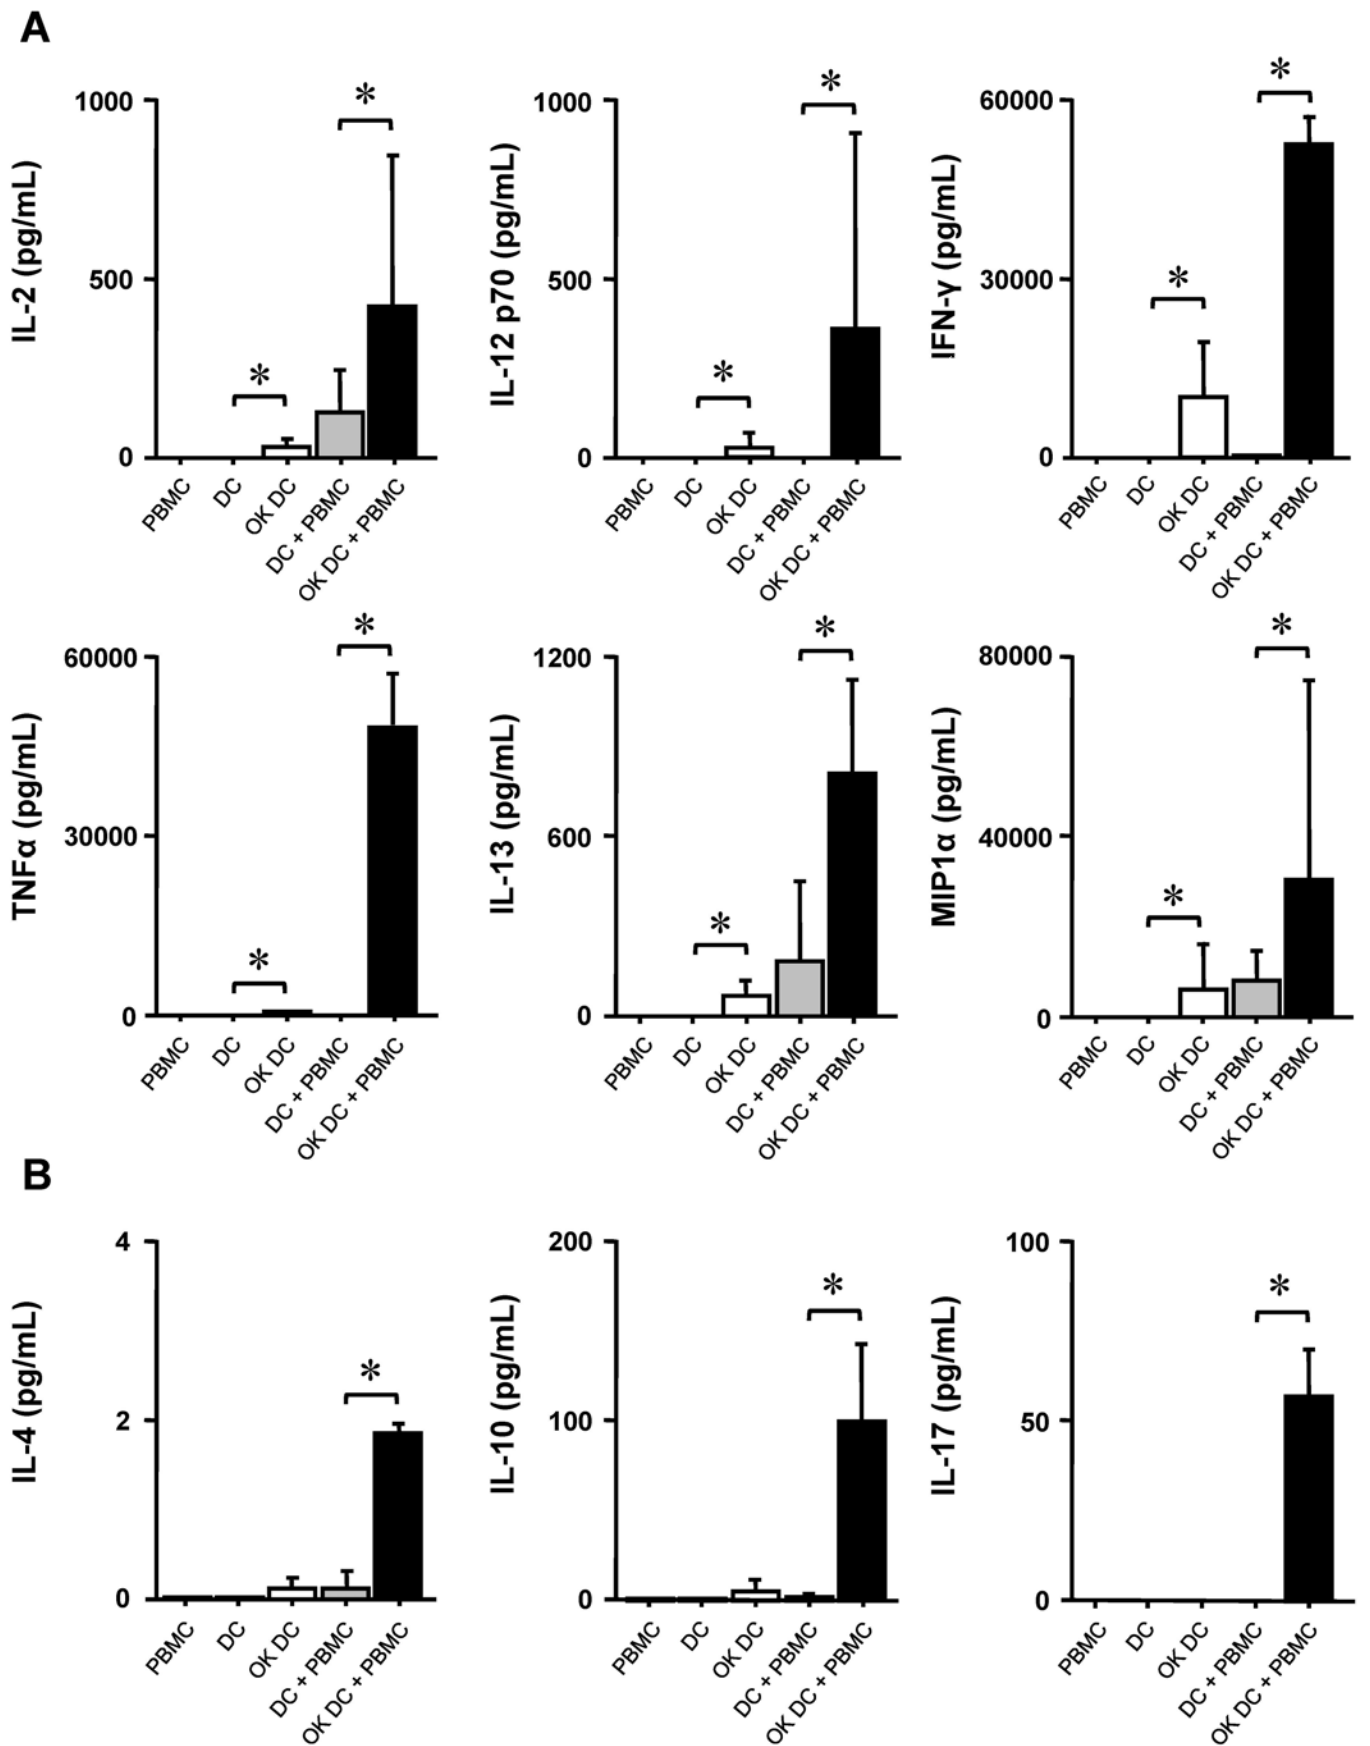 A
IL-2 (pg/mL)
1000
500
0
*
*
PBMC
DC
OK DC
DC + PBMC
OK DC + PBMC
IL-12 p70 (pg/mL)
1000
500
0
*
*
PBMC
DC
OK DC
DC + PBMC
OK DC + PBMC
IFN-γ (pg/mL)
60000
30000
0
*
*
PBMC
DC
OK DC
DC + PBMC
OK DC + PBMC
TNFα (pg/mL)
60000
30000
0
*
*
PBMC
DC
OK DC
DC + PBMC
OK DC + PBMC
IL-13 (pg/mL)
1200
600
0
*
*
PBMC
DC
OK DC
DC + PBMC
OK DC + PBMC
MIP1α (pg/mL)
80000
40000
0
*
*
PBMC
DC
OK DC
DC + PBMC
OK DC + PBMC
B
IL-4 (pg/mL)
4
2
0
*
PBMC
DC
OK DC
DC + PBMC
OK DC + PBMC
IL-10 (pg/mL)
200
100
0
*
PBMC
DC
OK DC
DC + PBMC
OK DC + PBMC
IL-17 (pg/mL)
100
50
0
*
PBMC
DC
OK DC
DC + PBMC
OK DC + PBMC